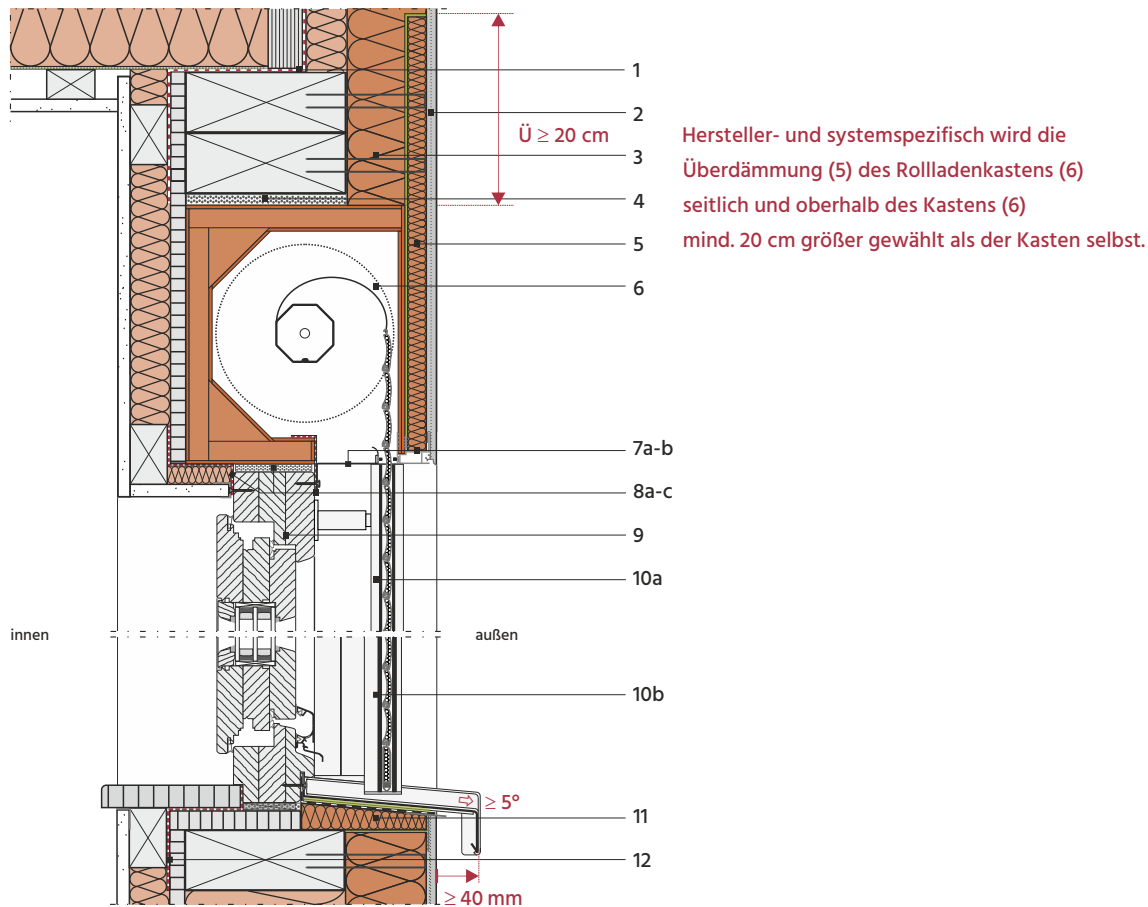 1
2
Ü ≥ 20 cm
3
4
5
6
Hersteller- und systemspezifisch wird die
Überdämmung (5) des Rollladenkastens (6)
seitlich und oberhalb des Kastens (6)
mind. 20 cm größer gewählt als der Kasten selbst.
7a-b
8a-c
9
10a
innen
außen
10b
≥ 5°
11
12
≥ 40 mm